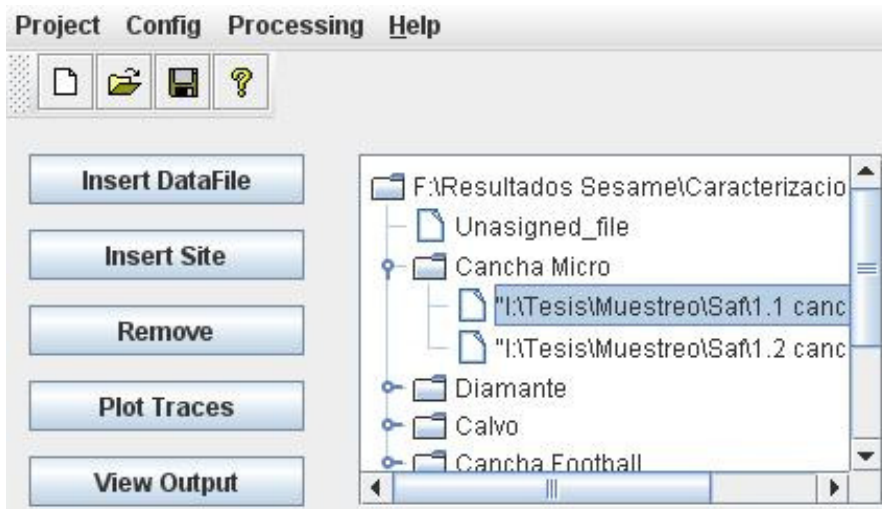 Project Config Processing Help
Insert DataFile
Insert Site
Remove
Plot Traces
View Output
F:\Resultados Sesame\Caracterizacio
Unasigned_file
Cancha Micro
"I:\Tesis\Muestreo\Saf\1.1 canc
"I:\Tesis\Muestreo\Saf\1.2 canc
Diamante
Calvo
Cancha Football